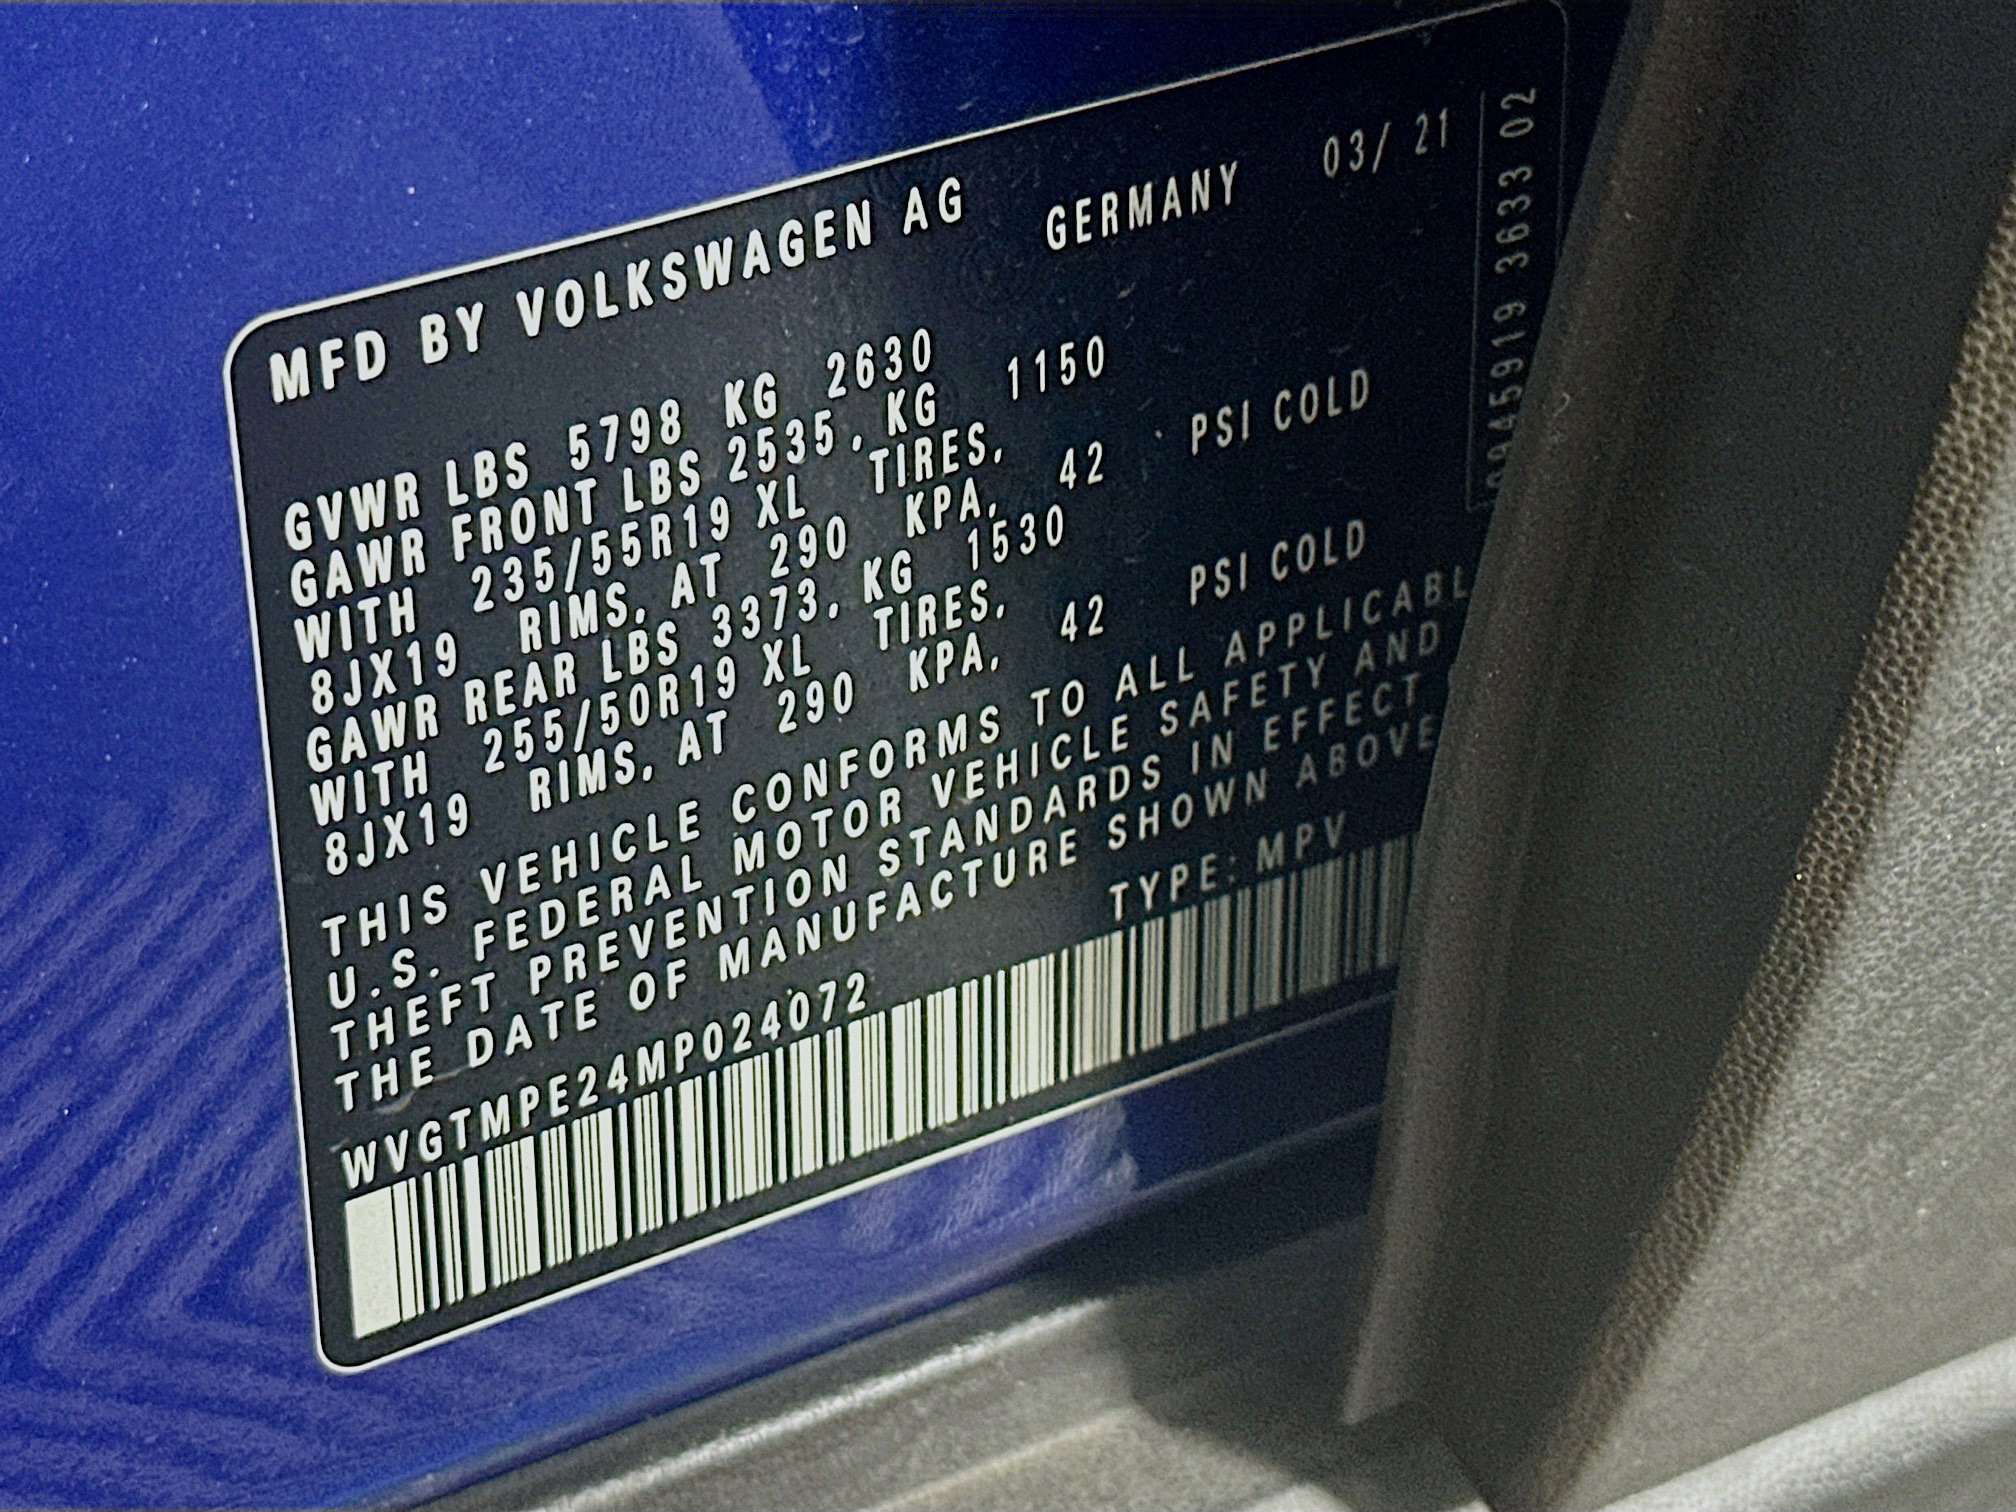 MFD BY VOLKSWAGEN AG GERMANY 03/ 21
GVWR LBS 5798 KG 2630
GAWR FRONT LBS 2535. KG 1150
WITH 235/55R19 XL TIRES.
8JX19 RIMS. AT 290 KPA. 42 PSI COLD
GAWR REAR LBS 3373. KG 1530
WITH 255/50R19 XL TIRES.
8JX19 RIMS. AT 290 KPA. 42 PSI COLD
THIS VEHICLE CONFORMS TO ALL APPLICABL
U.S. FEDERAL MOTOR VEHICLE SAFETY AND
THEFT PREVENTION STANDARDS IN EFFECT
THE DATE OF MANUFACTURE SHOWN ABOVE
WVGTMPE24MP024072 TYPE: MPV
0945919 3633 02